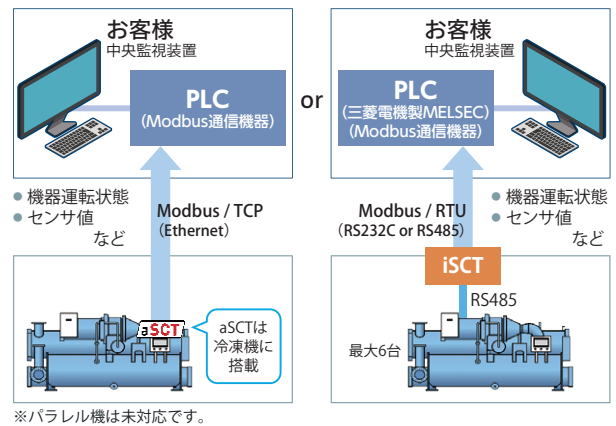 お客様
中央監視装置
PLC
(Modbus通信機器)
● 機器運転状態
● センサ値
など
Modbus / TCP
(Ethernet)
aSCT
aSCTは
冷凍機に
搭載
※パラレル機は未対応です。
or
お客様
中央監視装置
PLC
(三菱電機製MELSEC)
(Modbus通信機器)
Modbus / RTU
(RS232C or RS485)
● 機器運転状態
● センサ値
など
iSCT
RS485
最大6台